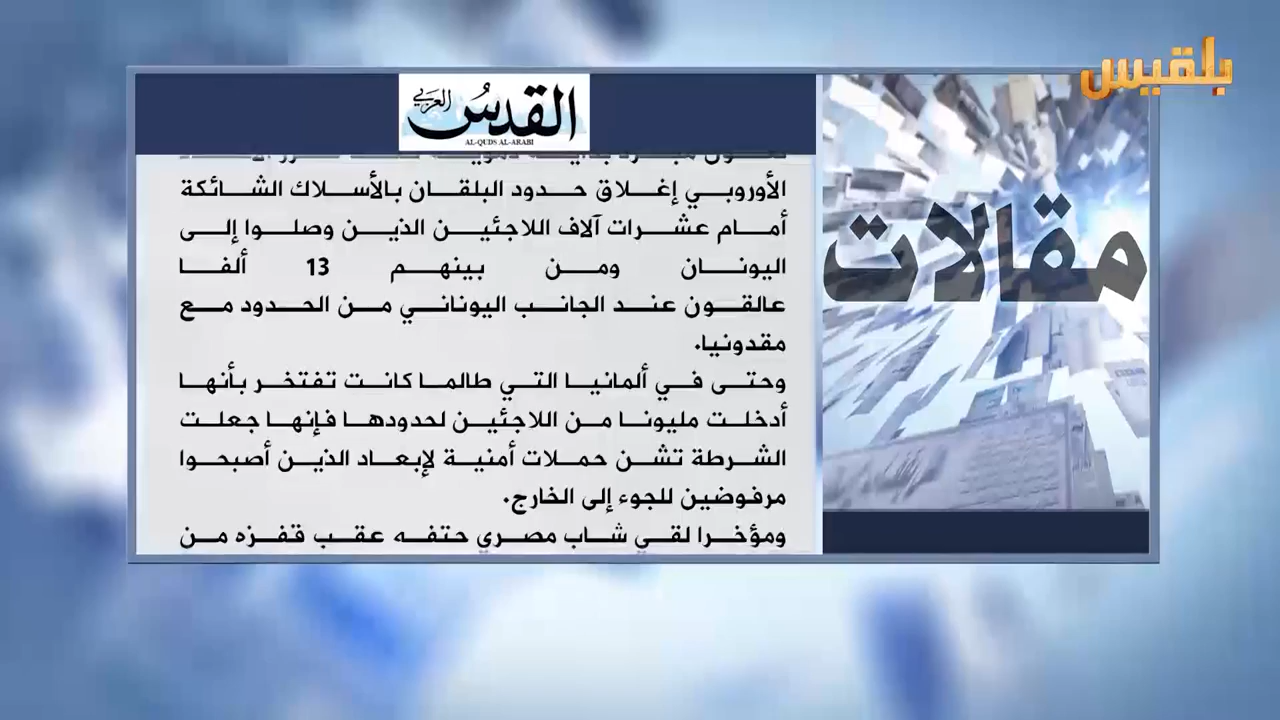 بلقيس
القدس العربي
AL-QUDS AL-ARABI
مقالات
الأوروبي إغلاق حدود البلقان بالأسلاك الشائكة
أمام عشرات آلاف اللاجئين الذين وصلوا إلى
اليونان ومن بينهم 13 ألفا
عالقون عند الجانب اليوناني من الحدود مع
مقدونيا.
وحتى في ألمانيا التي طالما كانت تفتخر بأنها
أدخلت مليونا من اللاجئين لحدودها فإنها جعلت
الشرطة تشن حملات أمنية لإبعاد الذين أصبحوا
مرفوضين للجوء إلى الخارج.
ومؤخرا لقي شاب مصري حتفه عقب قفزه من